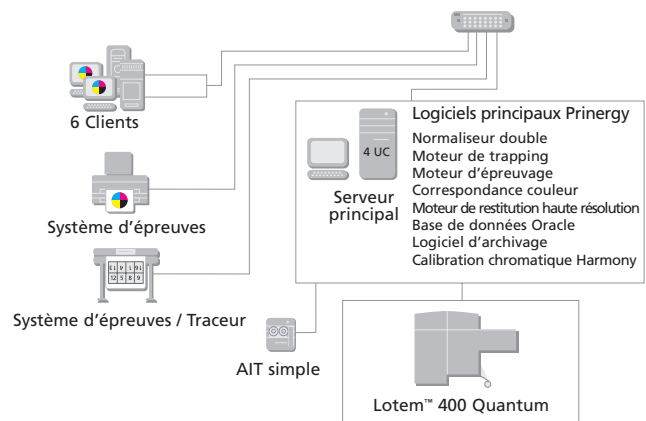 6 Clients
Système d'épreuves
Système d'épreuves / Traceur
4 UC
Serveur
principal
Logiciels principaux Prinergy
Normaliseur double
Moteur de trapping
Moteur d'épreuvage
Correspondance couleur
Moteur de restitution haute résolution
Base de données Oracle
Logiciel d'archivage
Calibration chromatique Harmony
AIT simple
Lotem™ 400 Quantum